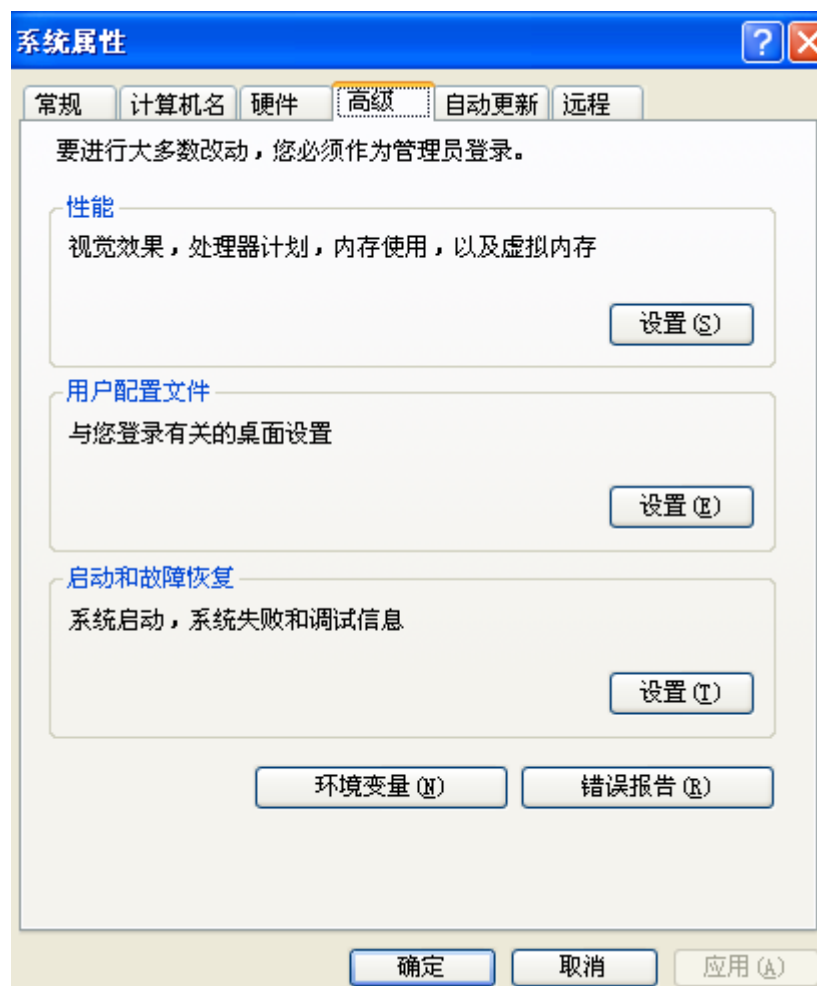 系统属性
常规 计算机名 硬件 高级 自动更新 远程
要进行大多数改动，您必须作为管理员登录。
性能
视觉效果，处理器计划，内存使用，以及虚拟内存
设置(S)
用户配置文件
与您登录有关的桌面设置
设置(E)
启动和故障恢复
系统启动，系统失败和调试信息
设置(T)
环境变量(N) 错误报告(R)
确定 取消 应用(A)